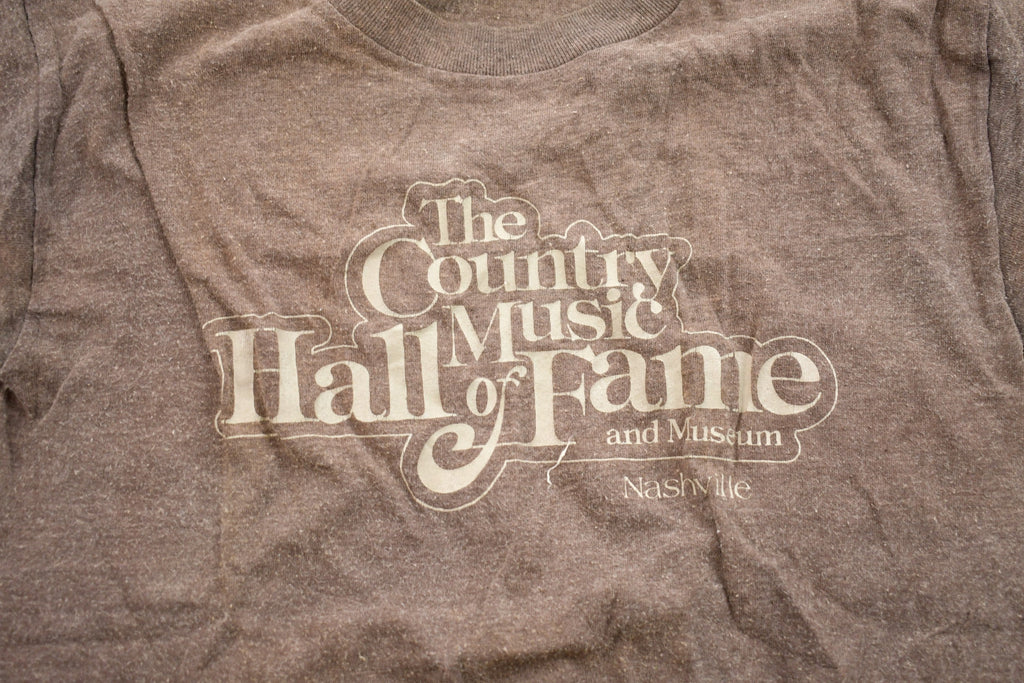 The
Country
Music
Hall of Fame
and Museum
Nashville